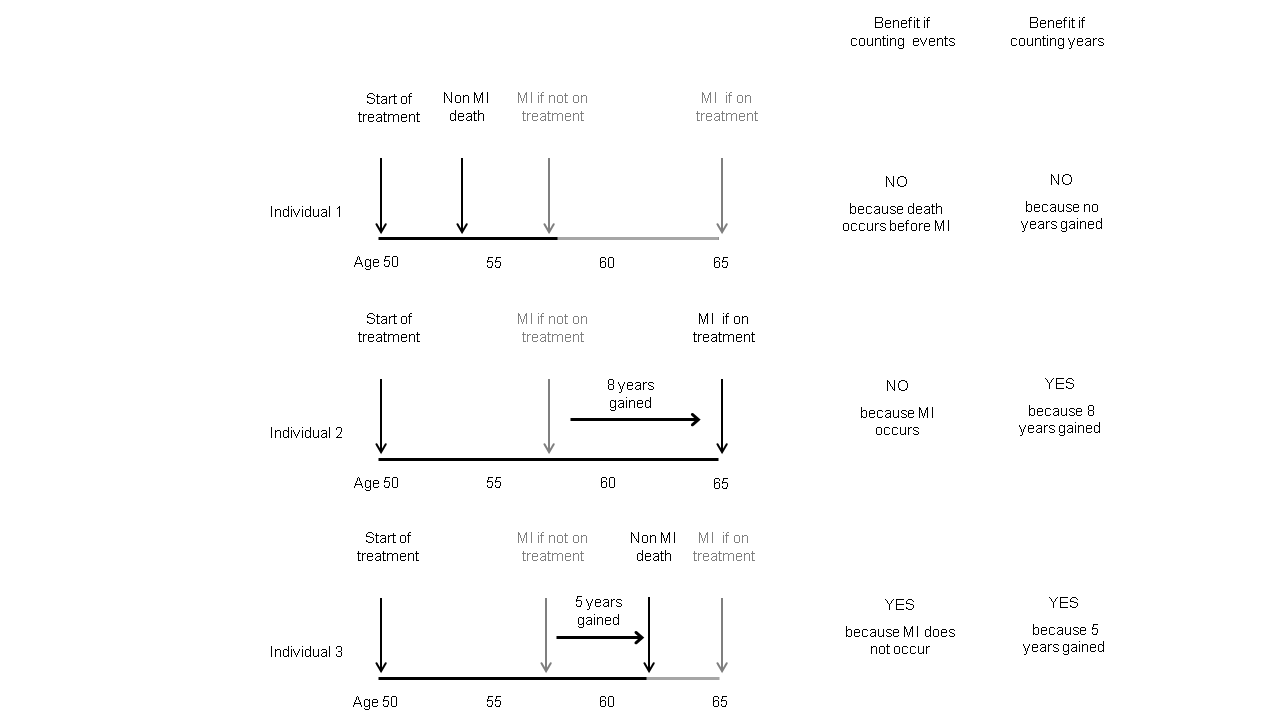 Benefit if
counting events
Benefit if
counting years
Start of
treatment
Non MI
death
MI if not on
treatment
MI if on
treatment
Individual 1
NO
because death
occurs before MI
NO
because no
years gained
Age 50
55
60
65
Start of
treatment
MI if not on
treatment
MI if on
treatment
8 years
gained
Individual 2
NO
because MI
occurs
YES
because 8
years gained
Age 50
55
60
65
Start of
treatment
MI if not on
treatment
Non MI
death
MI if on
treatment
5 years
gained
Individual 3
YES
because MI does
not occur
YES
because 5
years gained
Age 50
55
60
65